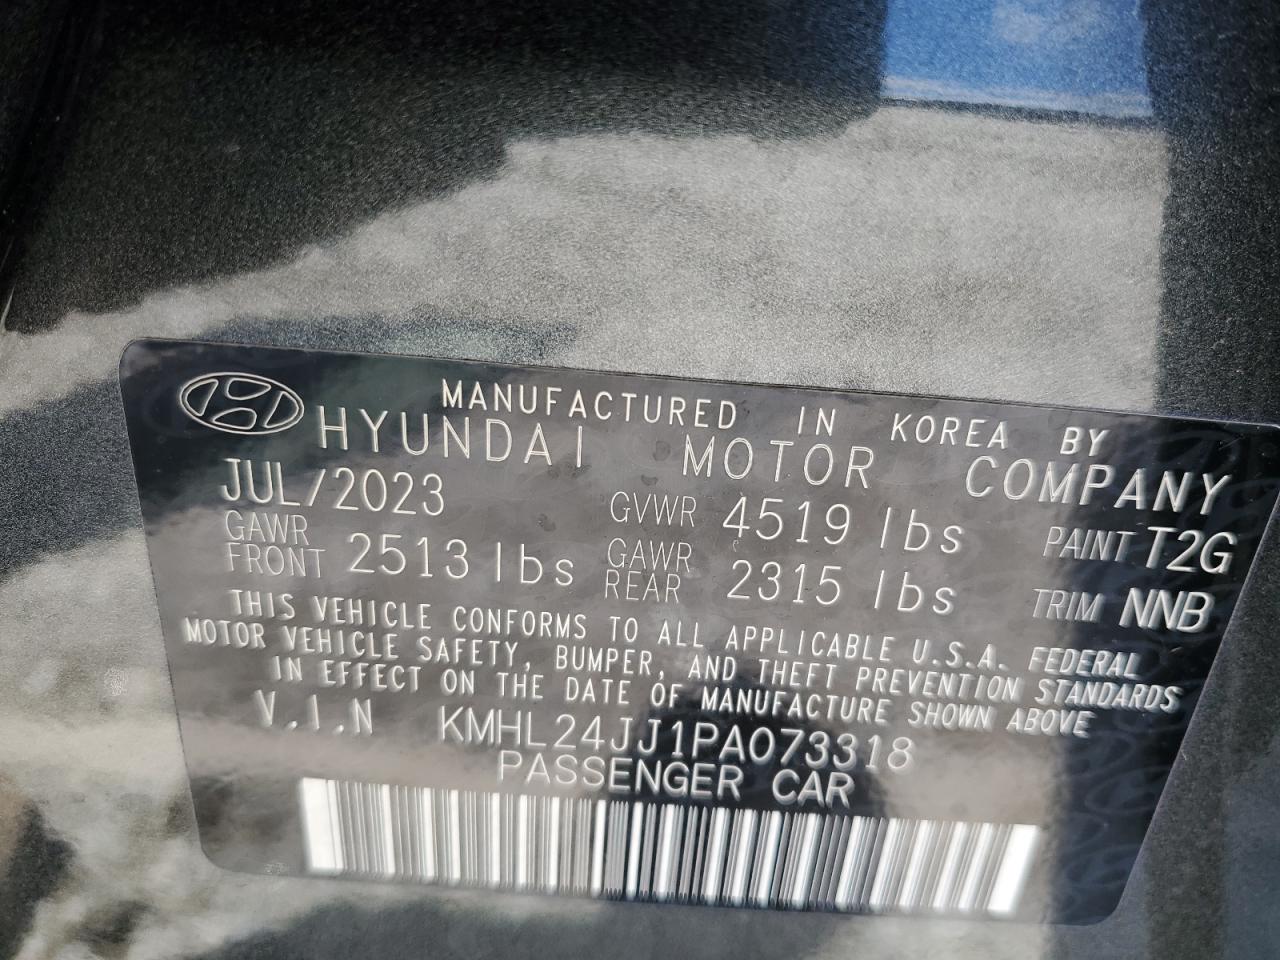 MANUFACTURED IN KOREA BY
HYUNDAI MOTOR COMPANY
JUL/2023 GVWR 4519 lbs PAINT T2G
GAWR FRONT 2513 lbs GAWR REAR 2315 lbs TRIM NNB
THIS VEHICLE CONFORMS TO ALL APPLICABLE U.S.A. FEDERAL
MOTOR VEHICLE SAFETY, BUMPER, AND THEFT PREVENTION STANDARDS
IN EFFECT ON THE DATE OF MANUFACTURE SHOWN ABOVE
V.I.N KMHL24JJ1PA073318
PASSENGER CAR